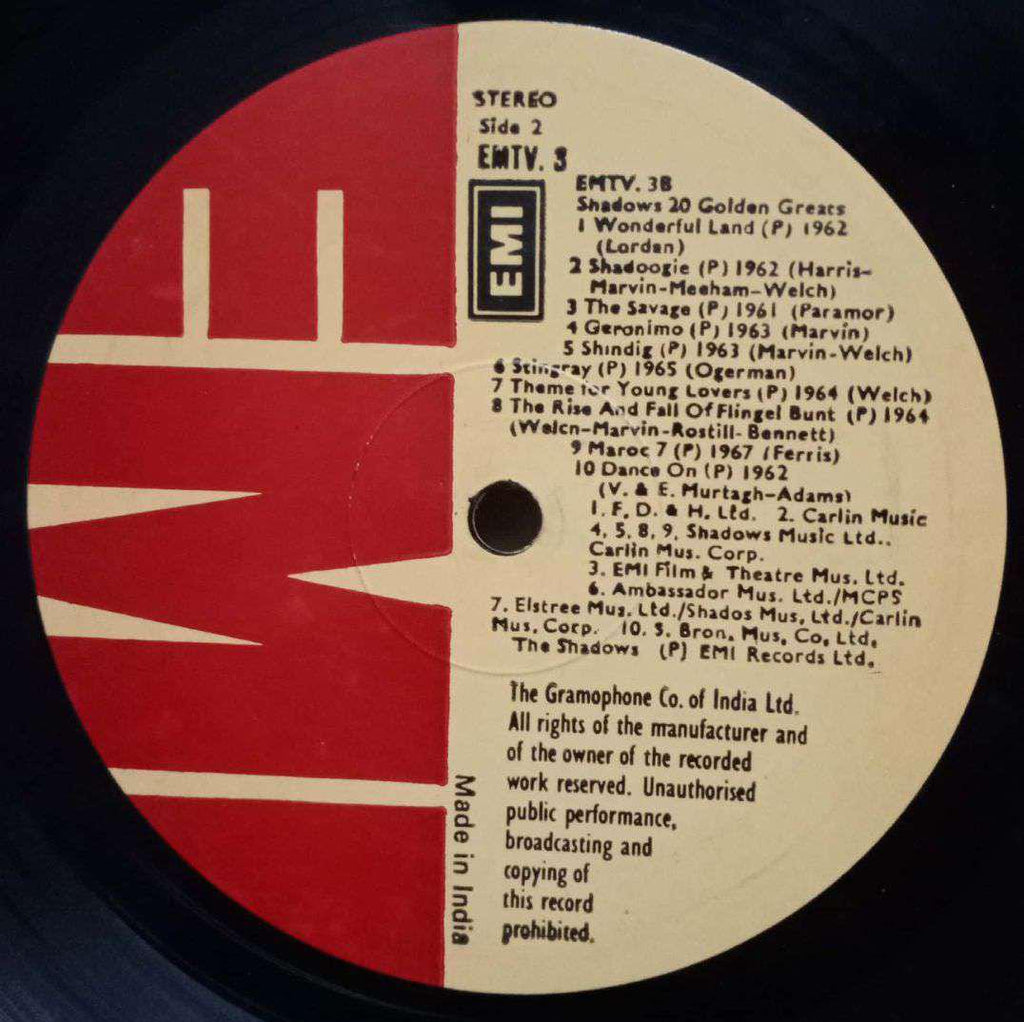 STEREO
Side 2
EMTV. 3
EMI
EMTV. 3B
Shadows 20 Golden Greats
1 Wonderful Land (P) 1962
(Lordan)
2 Shadoogie (P) 1962 (Harris-
Marvin-Meeham-Welch)
3 The Savage (P) 1961 (Paramor)
4 Geronimo (P) 1963 (Marvin)
5 Shindig (P) 1963 (Marvin-Welch)
6 Stingray (P) 1965 (Ogerman)
7 Theme for Young Lovers (P) 1964 (Welch)
8 The Rise And Fall Of Flingel Bunt (P) 1964
(Welcn-Marvin-Rostill-Bennett)
9 Maroc 7 (P) 1967 (Ferris)
10 Dance On (P) 1962
(V. & E. Murtagh-Adams)
1. F. D. & H. Ltd. 2. Carlin Music
4, 5. 8, 9. Shadows Music Ltd..
Carlin Mus. Corp.
3. EMI Film & Theatre Mus. Ltd.
6. Ambassador Mus. Ltd./MCPS
7. Elstree Mus. Ltd./Shados Mus, Ltd./Carlin
Mus, Corp. 10. S. Bron, Mus, Co, Ltd,
The Shadows (P) EMI Records Ltd,
The Gramophone Co. of India Ltd.
All rights of the manufacturer and
of the owner of the recorded
work reserved. Unauthorised
public performance,
broadcasting and
copying of
this record
prohibited.
Made in India
EMI